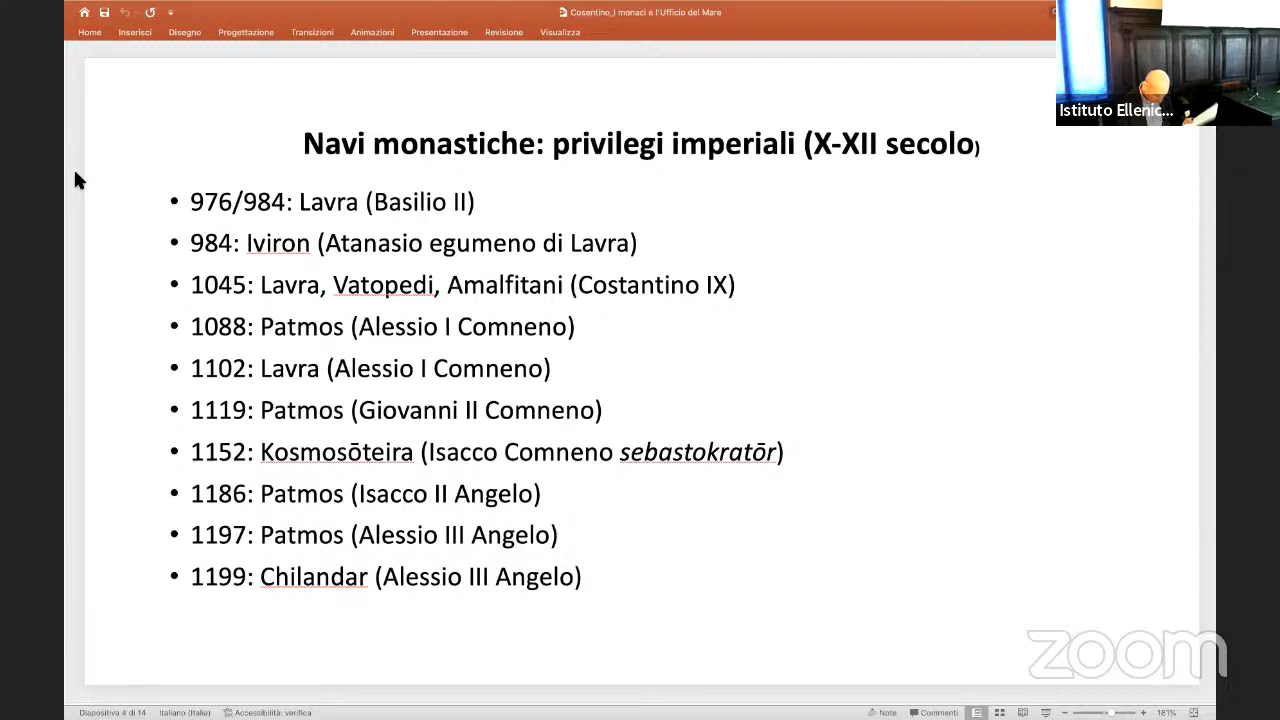 Cosentino_I monaci e l'Ufficio del Mare
Home Inserisci Disegno Progettazione Transizioni Animazioni Presentazione Revisione Visualizza
Istituto Ellenic...
Navi monastiche: privilegi imperiali (X-XII secolo)
• 976/984: Lavra (Basilio II)
• 984: Iviron (Atanasio egumeno di Lavra)
• 1045: Lavra, Vatopedi, Amalfitani (Costantino IX)
• 1088: Patmos (Alessio I Comneno)
• 1102: Lavra (Alessio I Comneno)
• 1119: Patmos (Giovanni II Comneno)
• 1152: Kosmosōteira (Isacco Comneno sebastokratōr)
• 1186: Patmos (Isacco II Angelo)
• 1197: Patmos (Alessio III Angelo)
• 1199: Chilandar (Alessio III Angelo)
zoom
Diapositiva 4 di 14 Italiano (Italia) Accessibilità: verifica Note Commenti 181%